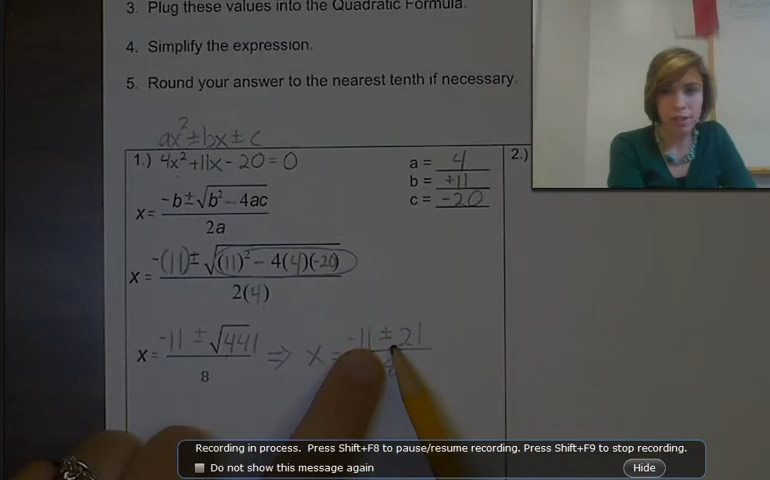 3. Plug these values into the Quadratic Formula.
4. Simplify the expression.
5. Round your answer to the nearest tenth if necessary.
ax² ± bx ± c
1.) 4x² + 11x - 20 = 0
a = 4
b = +11
c = -20
2.)
x = (-b ± √(b² - 4ac)) / 2a
x = (-(11) ± √((11)² - 4(4)(-20))) / 2(4)
x = (-11 ± √441) / 8 ⇒ x = (-11 ± 21) /
Recording in process. Press Shift+F8 to pause/resume recording. Press Shift+F9 to stop recording.
Do not show this message again
Hide